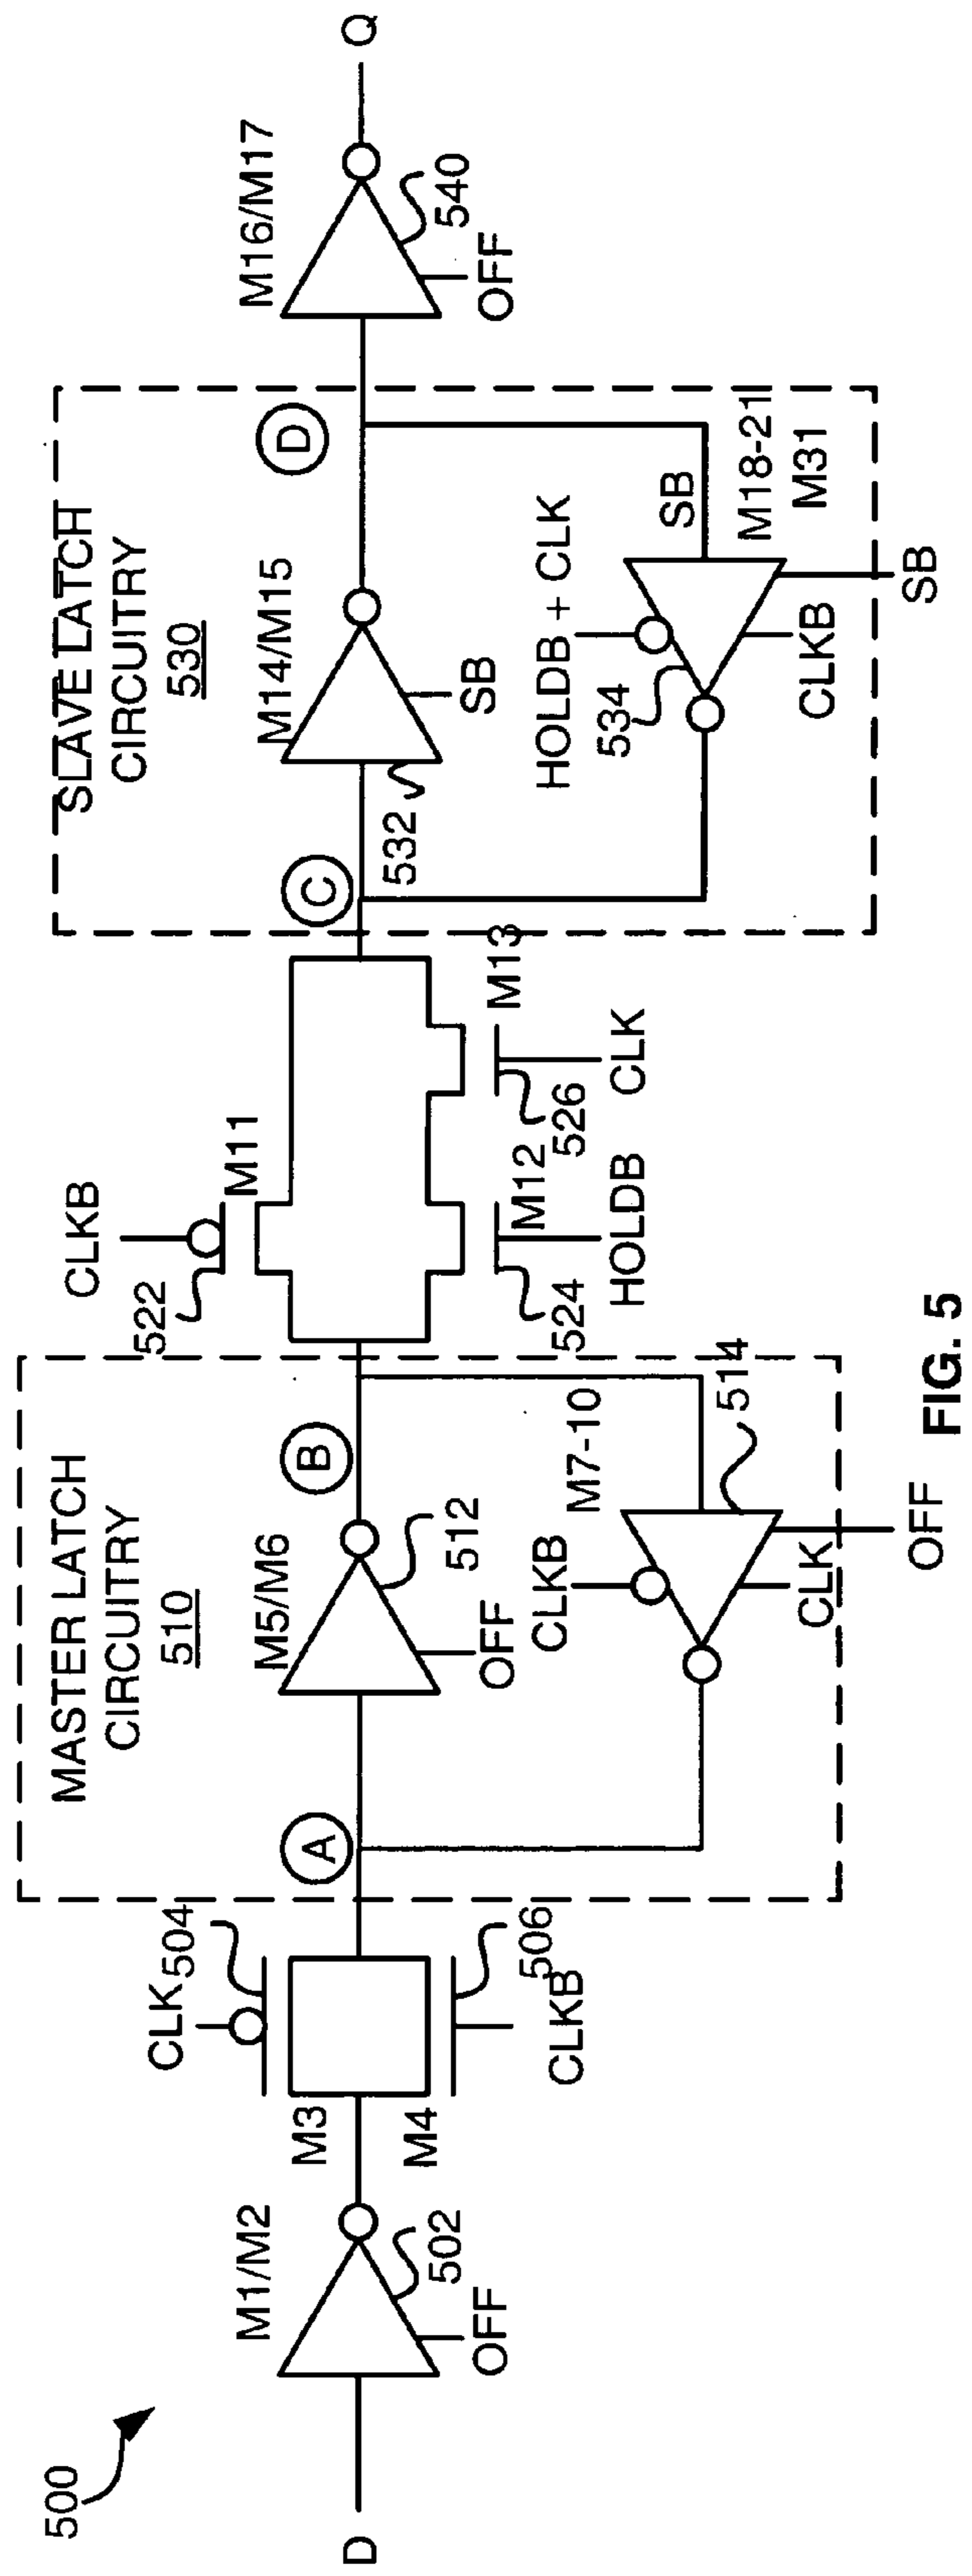 500
D
M1/M2
502
OFF
CLK
504
M3
M4
506
CLKB
MASTER LATCH
CIRCUITRY
510
A
M5/M6
512
OFF
B
CLKB
M7-10
514
CLK
OFF
CLKB
522
M11
M12
524
HOLDB
M13
526
CLK
SLAVE LATCH
CIRCUITRY
530
C
532
M14/M15
SB
D
HOLDB + CLK
534
SB
CLKB
M18-21
M31
SB
M16/M17
540
OFF
Q
FIG. 5